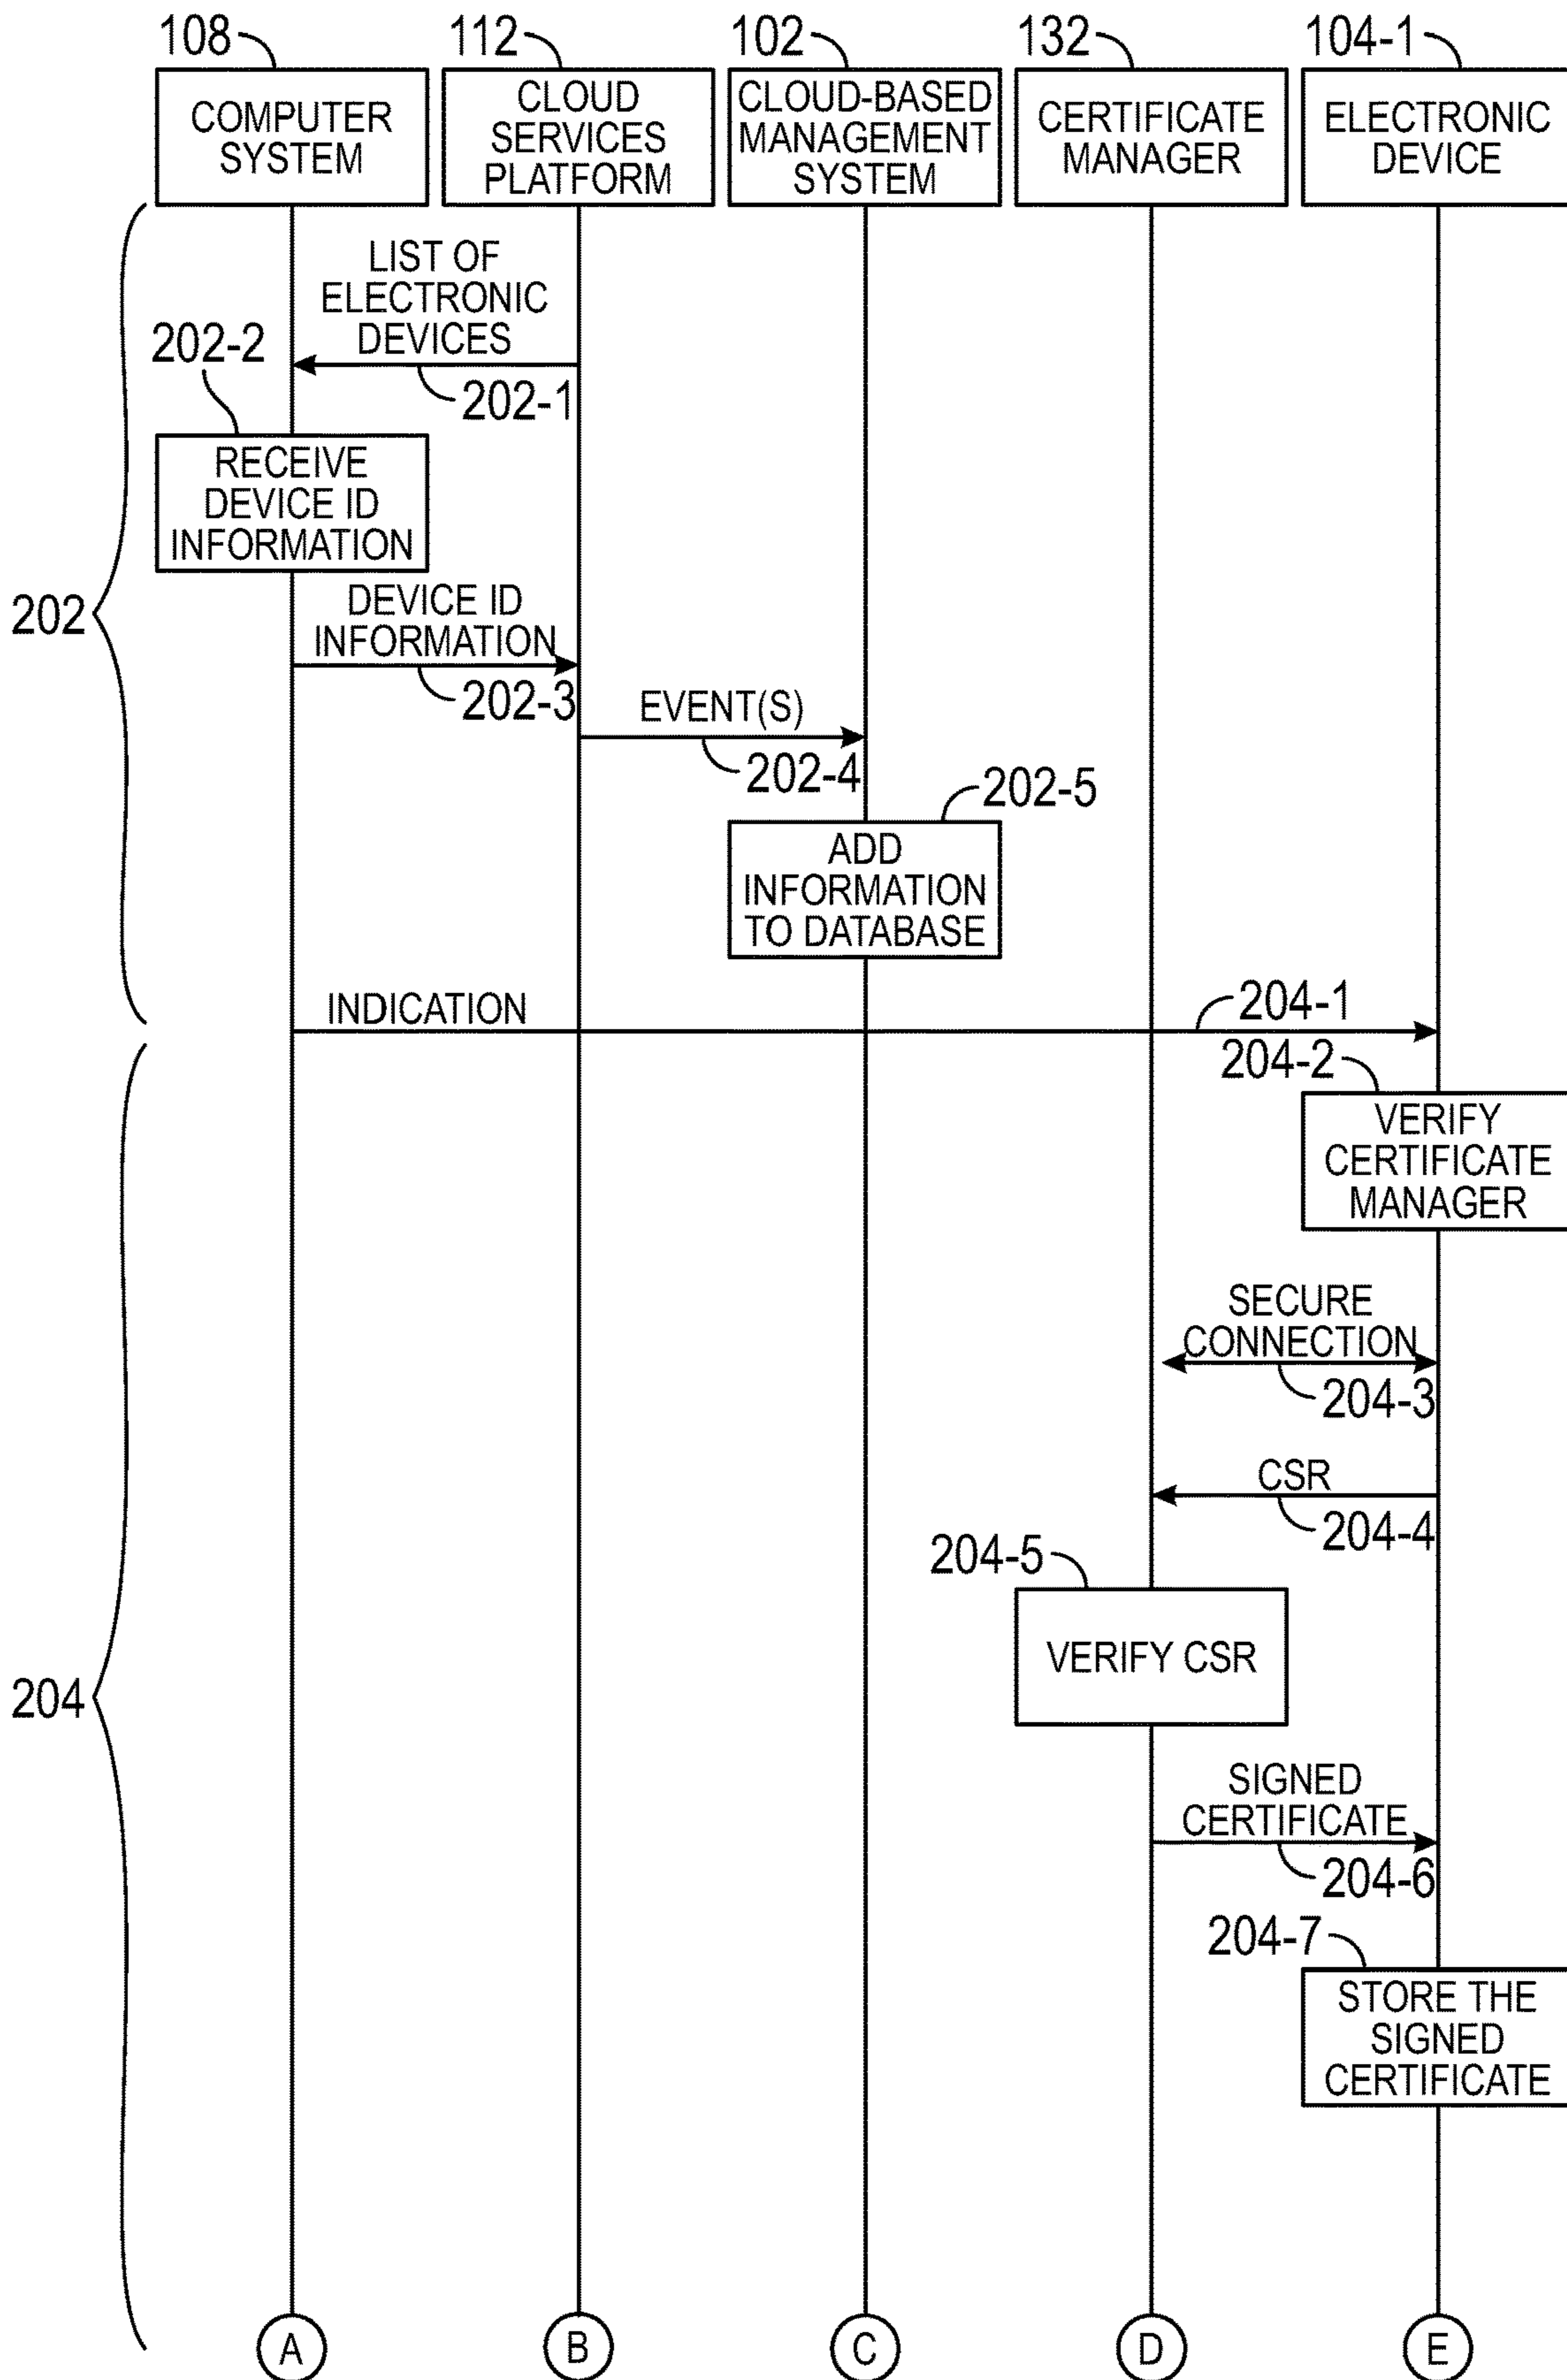 108
112
102
132
104-1
COMPUTER
SYSTEM
CLOUD
SERVICES
PLATFORM
CLOUD-BASED
MANAGEMENT
SYSTEM
CERTIFICATE
MANAGER
ELECTRONIC
DEVICE
LIST OF
ELECTRONIC
DEVICES
202-1
202-2
RECEIVE
DEVICE ID
INFORMATION
202
DEVICE ID
INFORMATION
202-3
EVENT(S)
202-4
202-5
ADD
INFORMATION
TO DATABASE
INDICATION
204-1
204-2
VERIFY
CERTIFICATE
MANAGER
SECURE
CONNECTION
204-3
CSR
204-4
204-5
VERIFY CSR
204
SIGNED
CERTIFICATE
204-6
204-7
STORE THE
SIGNED
CERTIFICATE
A
B
C
D
E